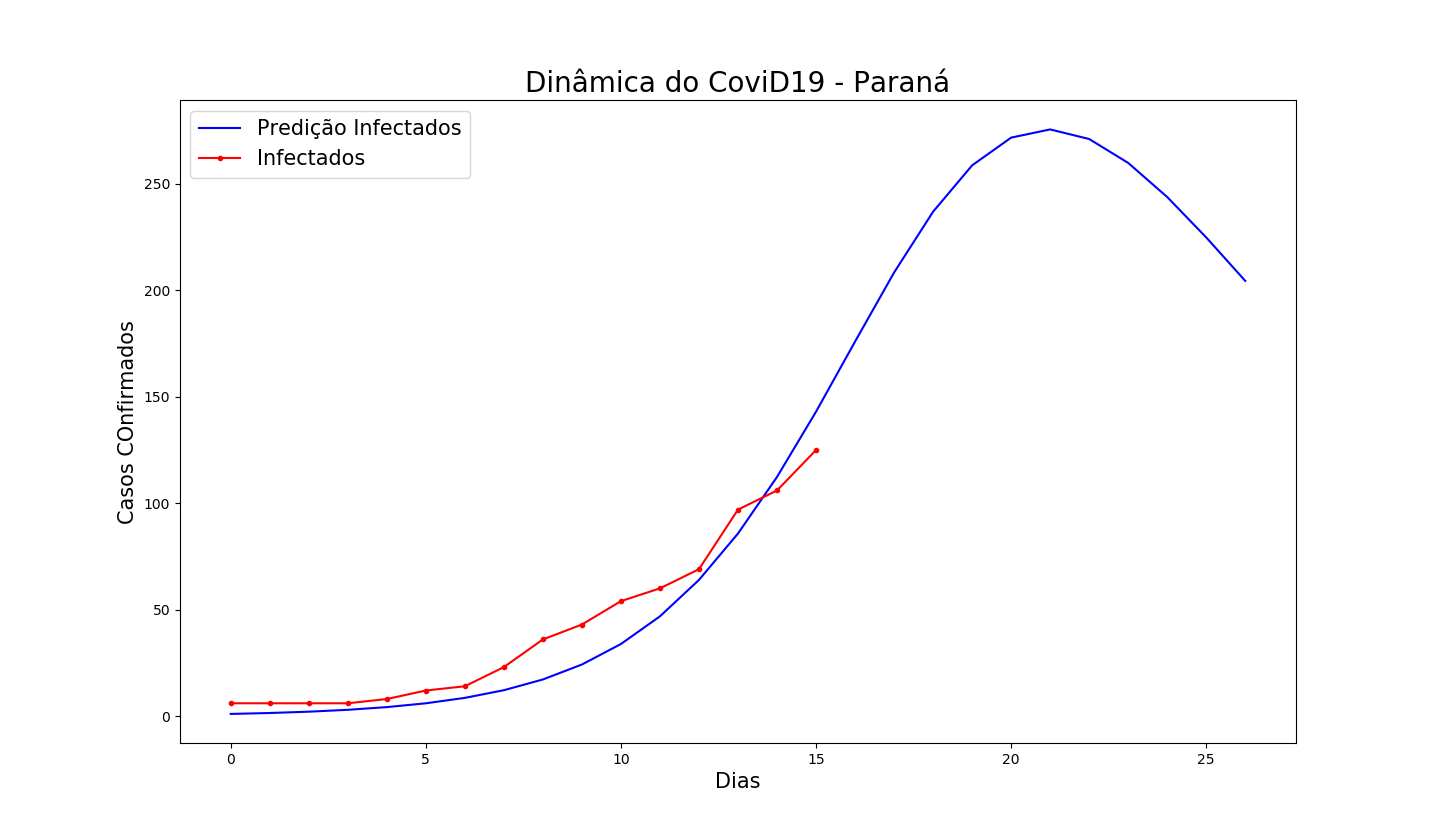 Dinâmica do CoviD19 - Paraná
Predição Infectados
Infectados
Casos COnfirmados
250
200
150
100
50
0
0 5 10 15 20 25
Dias